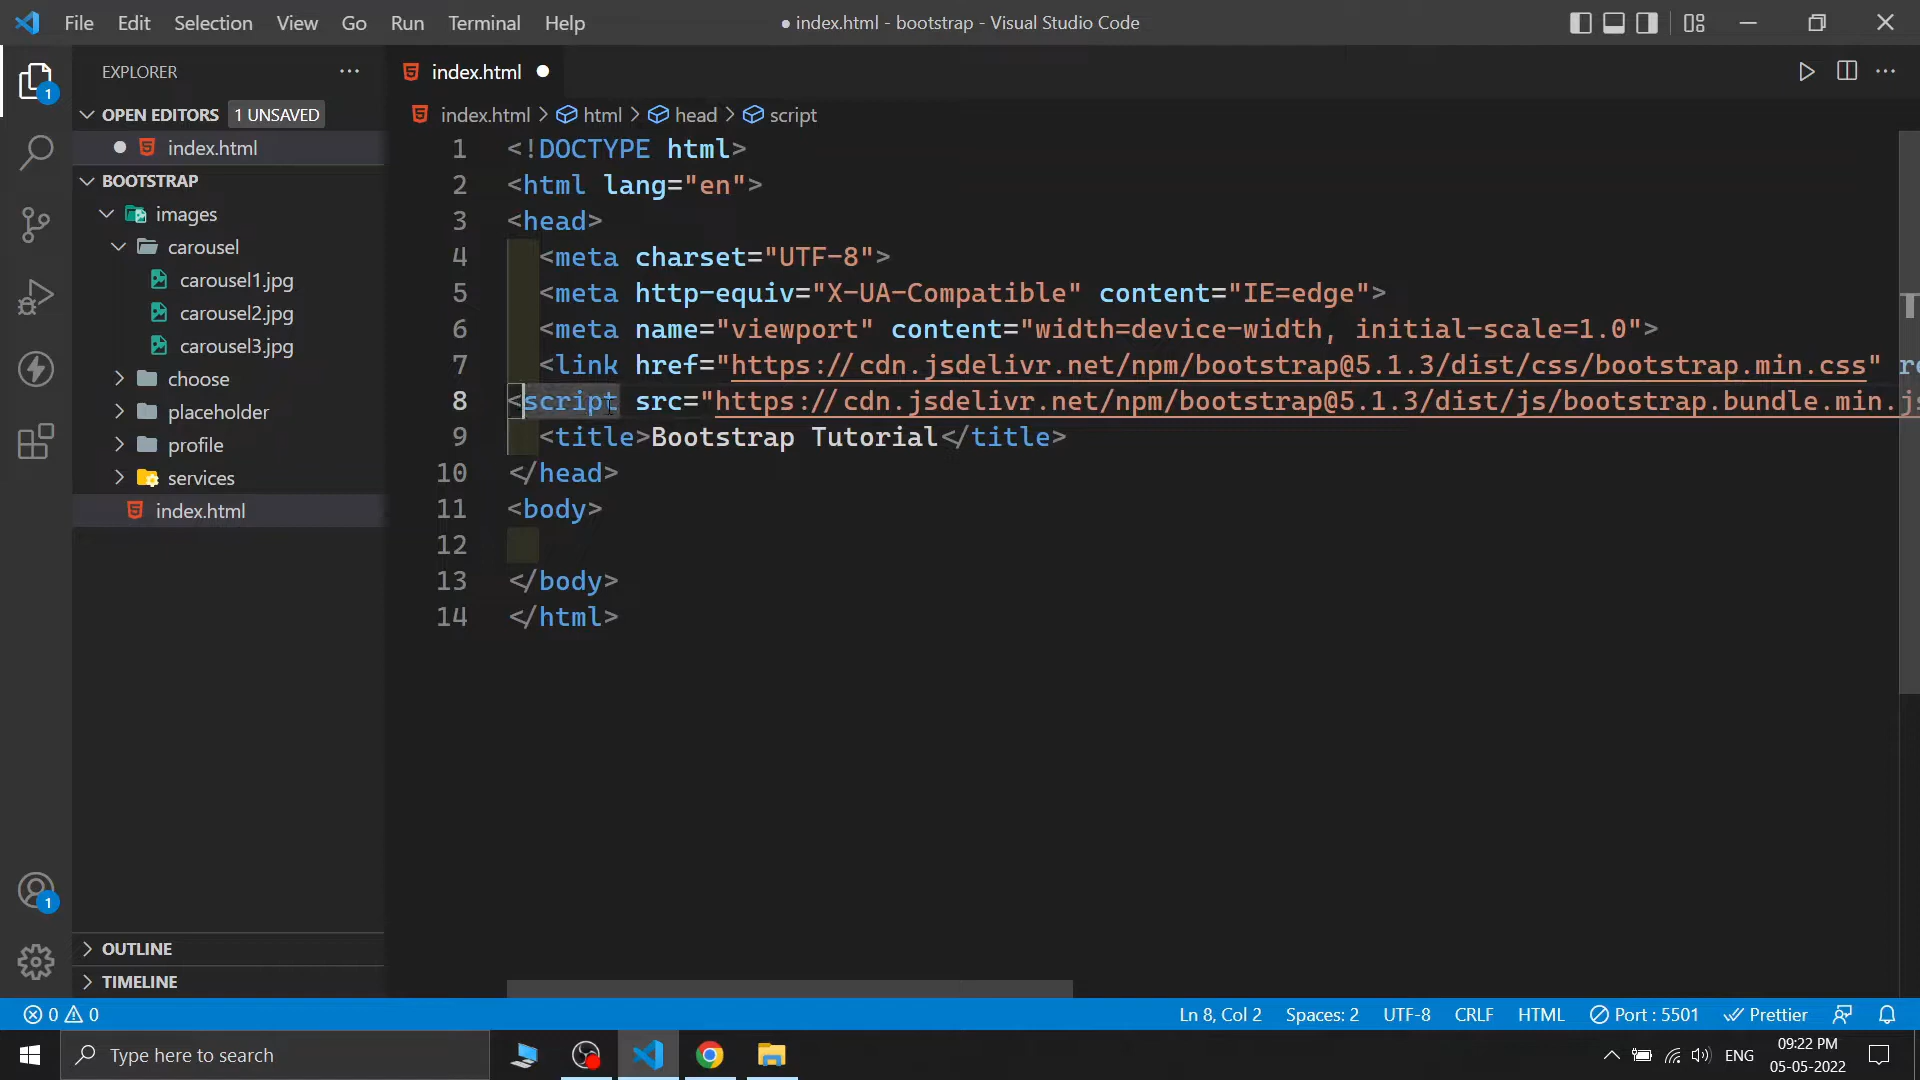 File Edit Selection View Go Run Terminal Help ● index.html - bootstrap - Visual Studio Code
EXPLORER
OPEN EDITORS 1 UNSAVED
index.html
BOOTSTRAP
images
carousel
carousel1.jpg
carousel2.jpg
carousel3.jpg
choose
placeholder
profile
services
index.html
OUTLINE
TIMELINE
1
1
index.html
index.html > html > head > script
1 <!DOCTYPE html>
2 <html lang="en">
3 <head>
4 <meta charset="UTF-8">
5 <meta http-equiv="X-UA-Compatible" content="IE=edge">
6 <meta name="viewport" content="width=device-width, initial-scale=1.0">
7 <link href="https://cdn.jsdelivr.net/npm/bootstrap@5.1.3/dist/css/bootstrap.min.css" re
8 <script src="https://cdn.jsdelivr.net/npm/bootstrap@5.1.3/dist/js/bootstrap.bundle.min.js
9 <title>Bootstrap Tutorial</title>
10 </head>
11 <body>
12
13 </body>
14 </html>
0 0 Ln 8, Col 2 Spaces: 2 UTF-8 CRLF HTML Port : 5501 Prettier
Type here to search
ENG
09:22 PM
05-05-2022